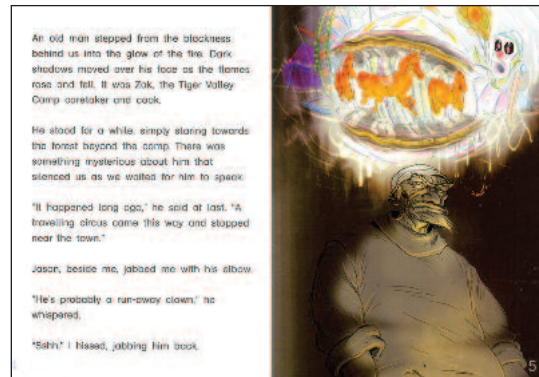 An old man stepped from the blackness
behind us into the glow of the fire. Dark
shadows moved over his face as the flames
rose and fell. It was Zak, the Tiger Valley
Camp caretaker and cook.
He stood for a while, simply staring towards
the forest beyond the camp. There was
something mysterious about him that
silenced us as we waited for him to speak.
"It happened long ago," he said at last. "A
travelling circus came this way and stopped
near the town."
Jason, beside me, jabbed me with his elbow.
"He's probably a run-away clown," he
whispered.
"Sshh," I hissed, jabbing him back.
5